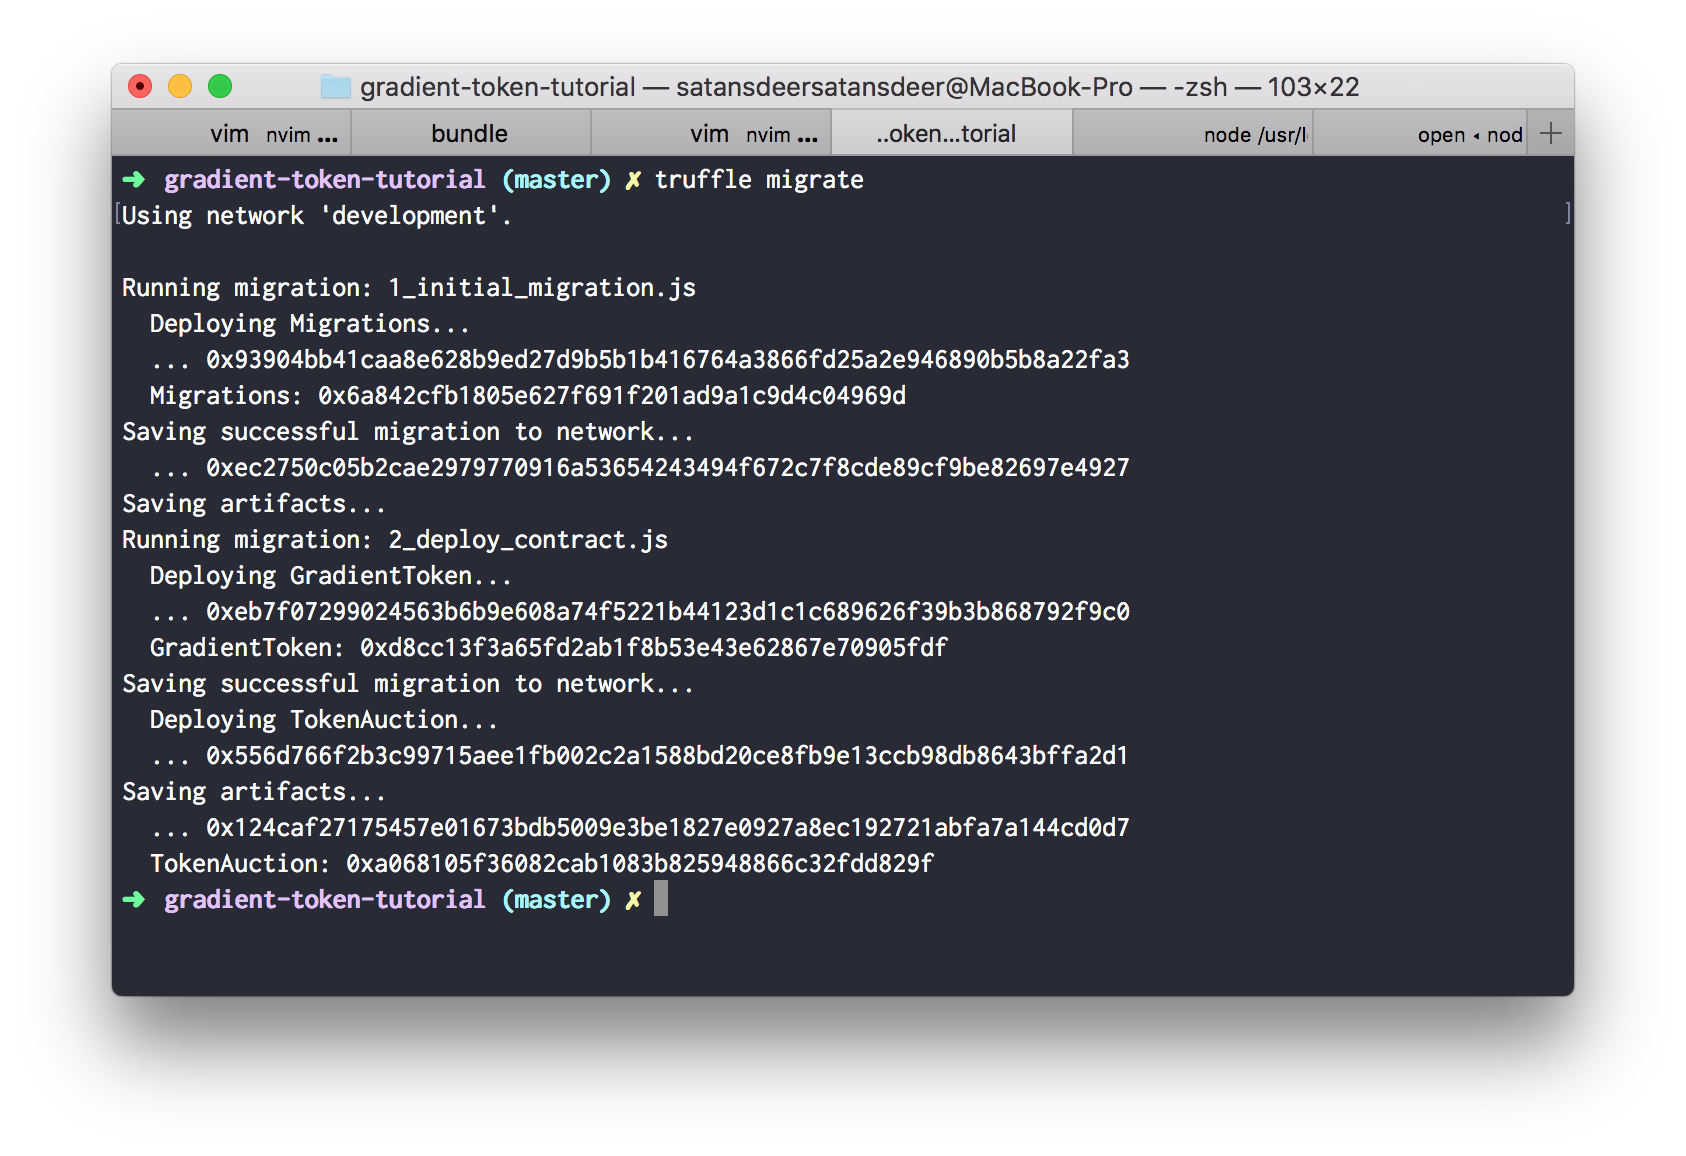 gradient-token-tutorial — satansdeersatansdeer@MacBook-Pro — -zsh — 103×22
vim nvim ... bundle vim nvim ... ..oken...torial node /usr/l open ◂ nod +
➜ gradient-token-tutorial (master) ✗ truffle migrate
[Using network 'development'. ]
Running migration: 1_initial_migration.js
Deploying Migrations...
... 0x93904bb41caa8e628b9ed27d9b5b1b416764a3866fd25a2e946890b5b8a22fa3
Migrations: 0x6a842cfb1805e627f691f201ad9a1c9d4c04969d
Saving successful migration to network...
... 0xec2750c05b2cae2979770916a53654243494f672c7f8cde89cf9be82697e4927
Saving artifacts...
Running migration: 2_deploy_contract.js
Deploying GradientToken...
... 0xeb7f07299024563b6b9e608a74f5221b44123d1c1c689626f39b3b868792f9c0
GradientToken: 0xd8cc13f3a65fd2ab1f8b53e43e62867e70905fdf
Saving successful migration to network...
Deploying TokenAuction...
... 0x556d766f2b3c99715aee1fb002c2a1588bd20ce8fb9e13ccb98db8643bffa2d1
Saving artifacts...
... 0x124caf27175457e01673bdb5009e3be1827e0927a8ec192721abfa7a144cd0d7
TokenAuction: 0xa068105f36082cab1083b825948866c32fdd829f
➜ gradient-token-tutorial (master) ✗